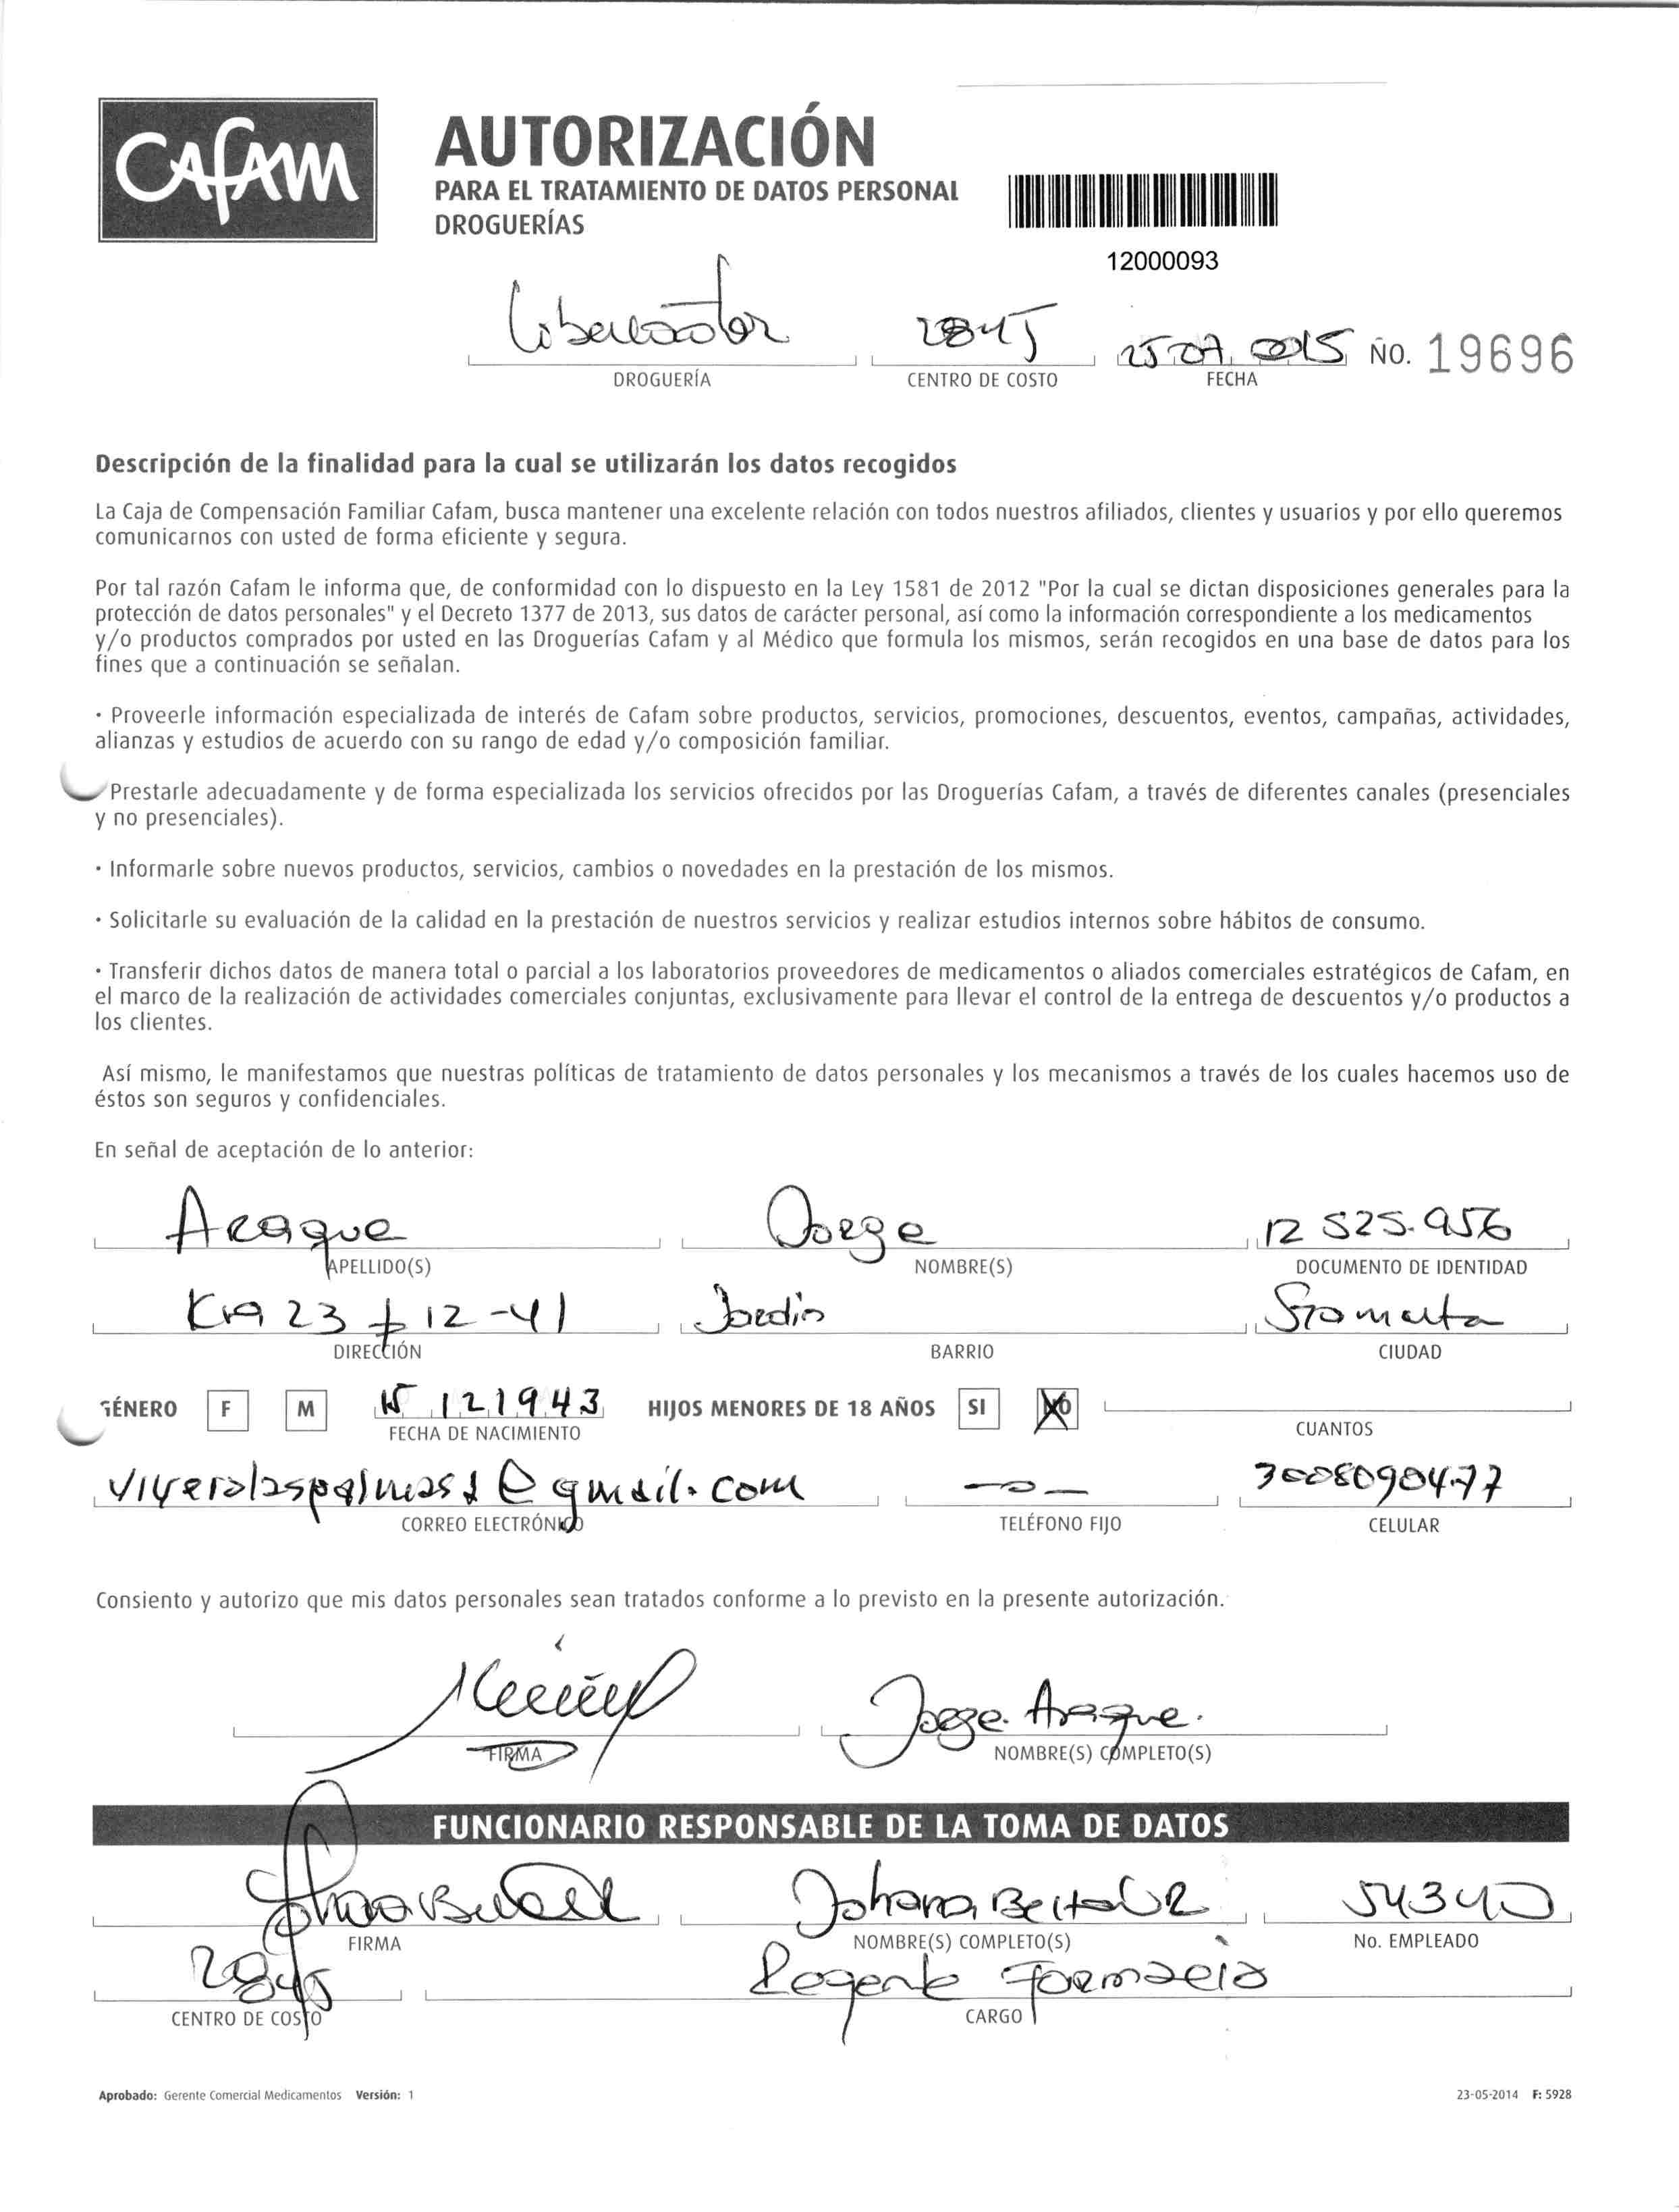 CAFAM
AUTORIZACIÓN
PARA EL TRATAMIENTO DE DATOS PERSONAL
DROGUERÍAS
12000093
Libertador 2845 25 07 2015 ÑO. 19696
DROGUERÍA CENTRO DE COSTO FECHA
Descripción de la finalidad para la cual se utilizarán los datos recogidos
La Caja de Compensación Familiar Cafam, busca mantener una excelente relación con todos nuestros afiliados, clientes y usuarios y por ello queremos
comunicarnos con usted de forma eficiente y segura.
Por tal razón Cafam le informa que, de conformidad con lo dispuesto en la Ley 1581 de 2012 "Por la cual se dictan disposiciones generales para la
protección de datos personales" y el Decreto 1377 de 2013, sus datos de carácter personal, así como la información correspondiente a los medicamentos
y/o productos comprados por usted en las Droguerías Cafam y al Médico que formula los mismos, serán recogidos en una base de datos para los
fines que a continuación se señalan.
· Proveerle información especializada de interés de Cafam sobre productos, servicios, promociones, descuentos, eventos, campañas, actividades,
alianzas y estudios de acuerdo con su rango de edad y/o composición familiar.
Prestarle adecuadamente y de forma especializada los servicios ofrecidos por las Droguerías Cafam, a través de diferentes canales (presenciales
y no presenciales).
· Informarle sobre nuevos productos, servicios, cambios o novedades en la prestación de los mismos.
· Solicitarle su evaluación de la calidad en la prestación de nuestros servicios y realizar estudios internos sobre hábitos de consumo.
· Transferir dichos datos de manera total o parcial a los laboratorios proveedores de medicamentos o aliados comerciales estratégicos de Cafam, en
el marco de la realización de actividades comerciales conjuntas, exclusivamente para llevar el control de la entrega de descuentos y/o productos a
los clientes.
Así mismo, le manifestamos que nuestras políticas de tratamiento de datos personales y los mecanismos a través de los cuales hacemos uso de
éstos son seguros y confidenciales.
En señal de aceptación de lo anterior:
Araque Jorge 12 525.956
APELLIDO(S) NOMBRE(S) DOCUMENTO DE IDENTIDAD
Kra 23 # 12-41 Jardin Sta marta
DIRECCIÓN BARRIO CIUDAD
GÉNERO F M 15 12 1943 HIJOS MENORES DE 18 AÑOS SI NO
FECHA DE NACIMIENTO CUANTOS
viverolaspalmas1@gmail.com —o— 3008090477
CORREO ELECTRÓNICO TELÉFONO FIJO CELULAR
Consiento y autorizo que mis datos personales sean tratados conforme a lo previsto en la presente autorización.
Jorge Araque.
FIRMA NOMBRE(S) COMPLETO(S)
FUNCIONARIO RESPONSABLE DE LA TOMA DE DATOS
Johana 54340
FIRMA NOMBRE(S) COMPLETO(S) No. EMPLEADO
2845 Regente Farmacia
CENTRO DE COSTO CARGO
Aprobado: Gerente Comercial Medicamentos Versión: 1 23-05-2014 F: 5928